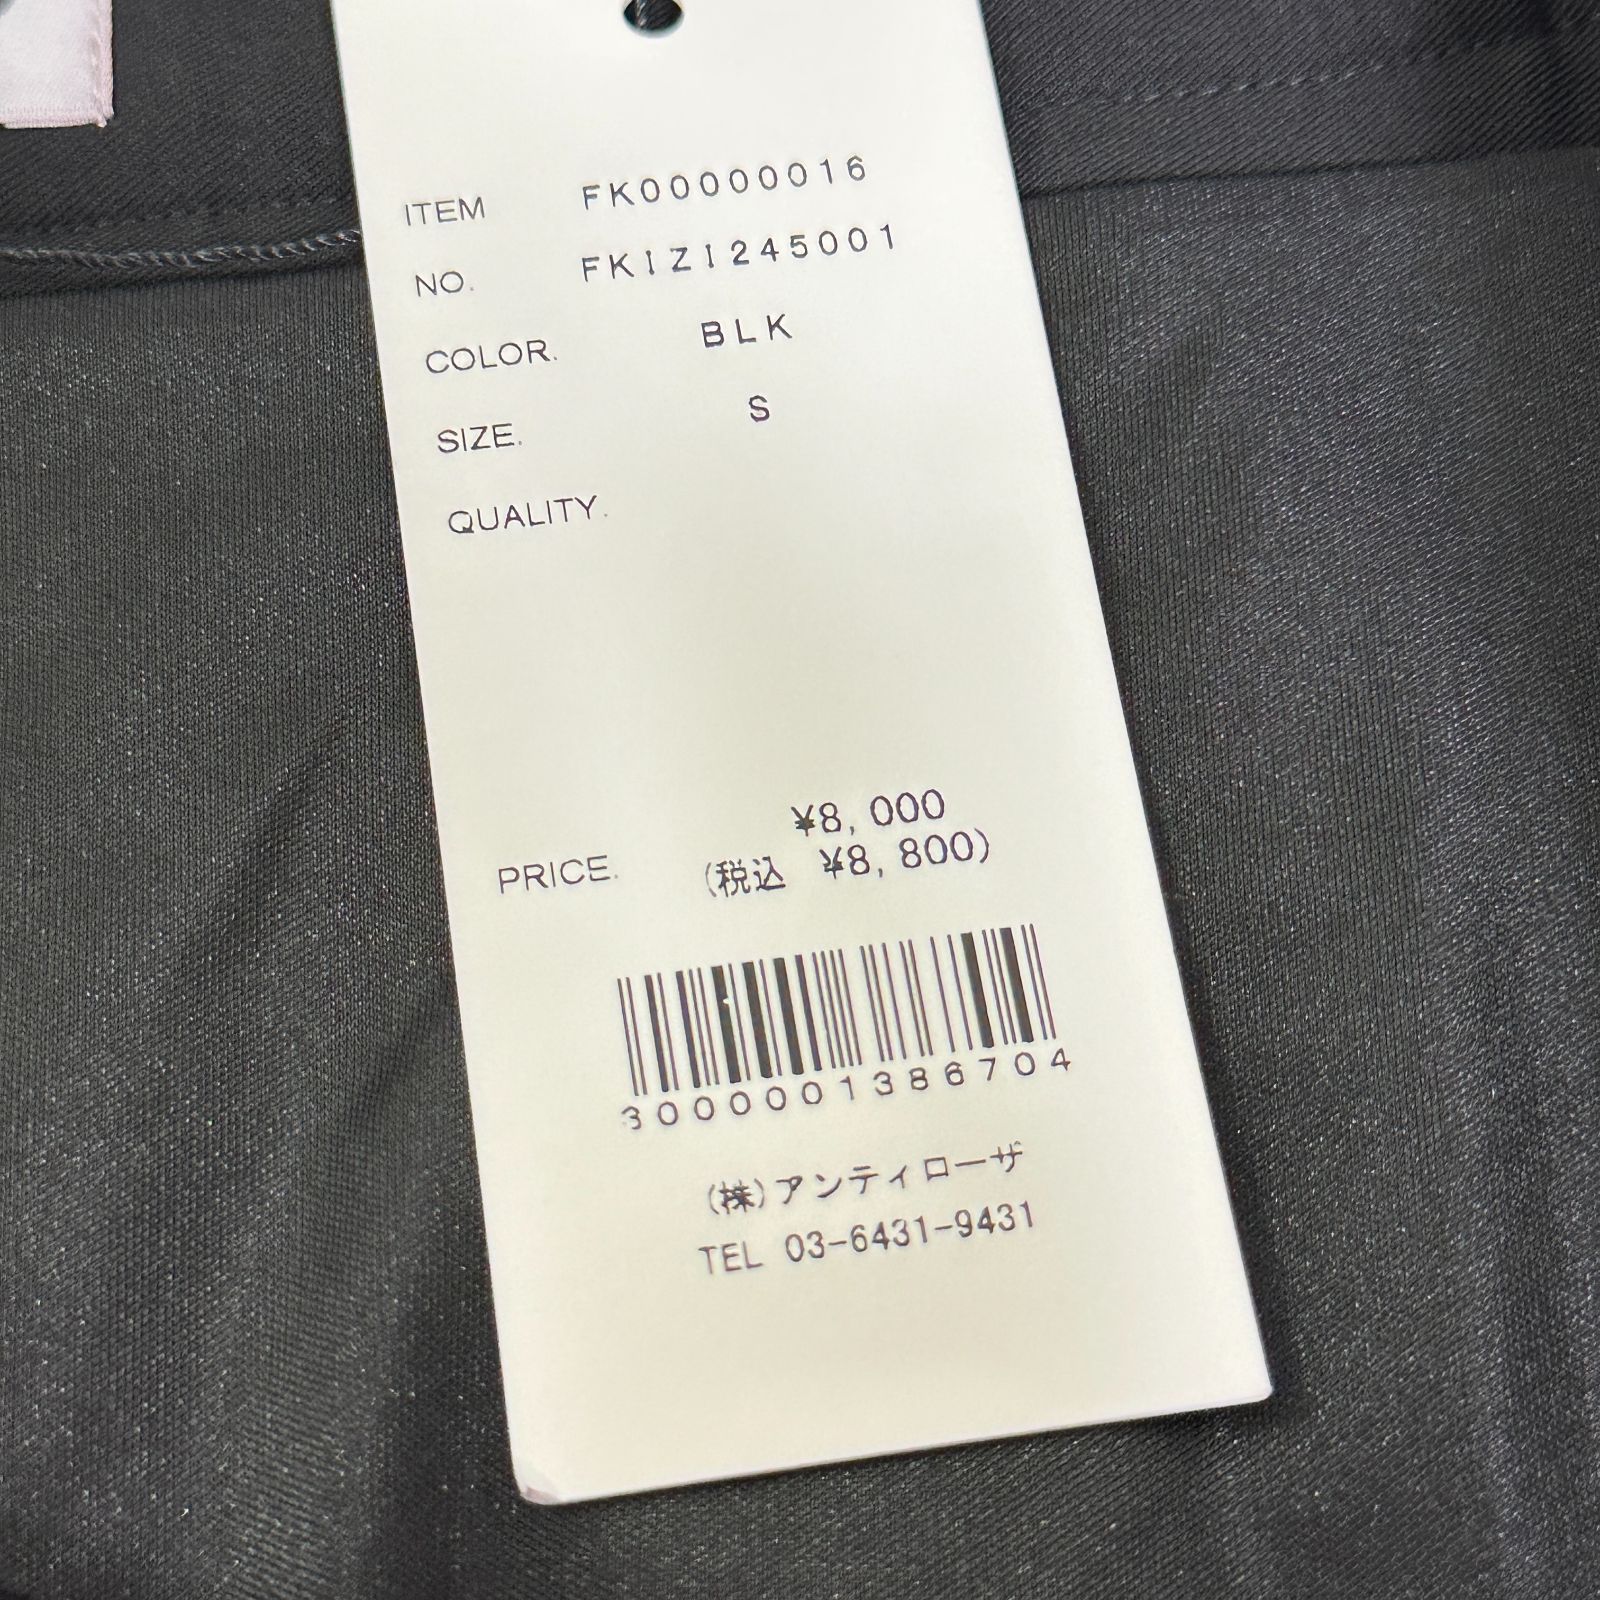 ITEM FK00000016
NO. FK1Z1245001
COLOR. BLK
SIZE. S
QUALITY.
¥8,000
PRICE. (税込 ¥8,800)
3000001386704
(株)アンティローザ
TEL 03-6431-9431